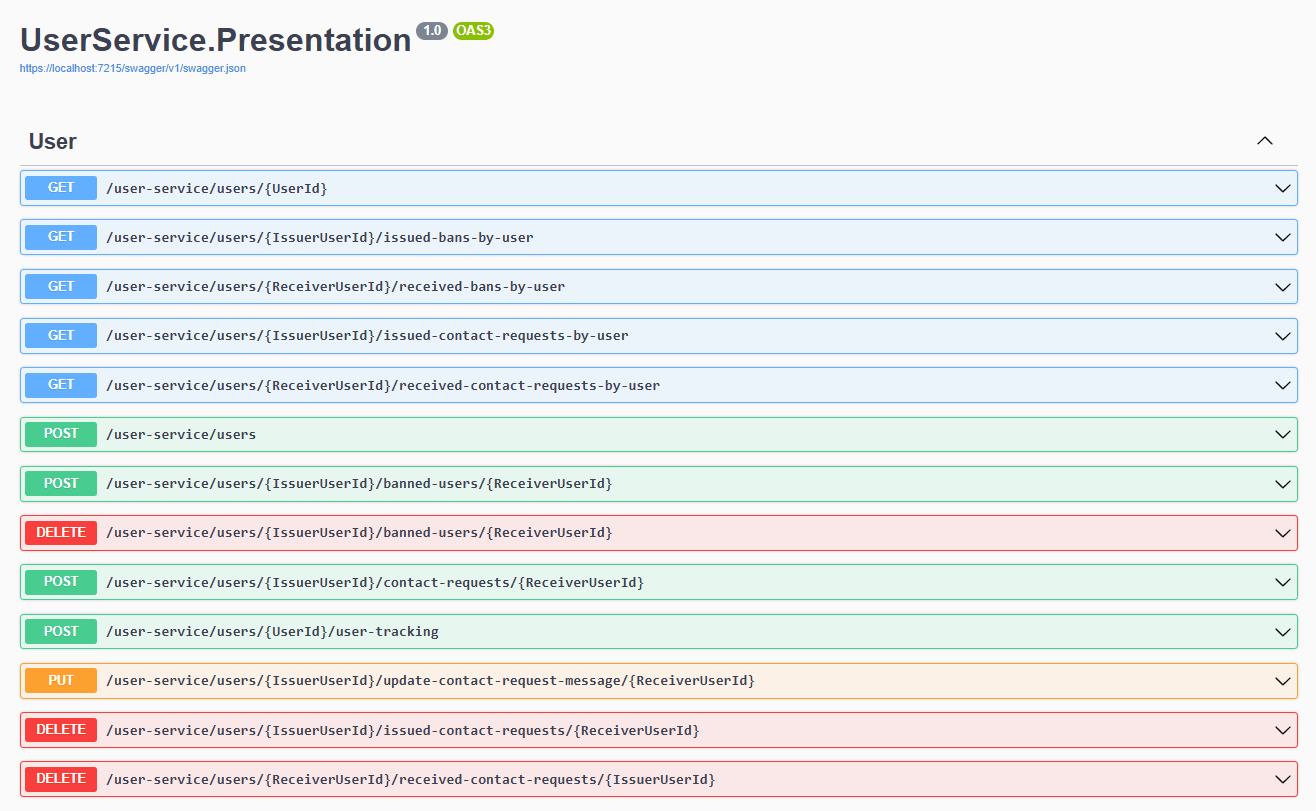 UserService.Presentation 1.0 OAS3
https://localhost:7215/swagger/v1/swagger.json
User
GET /user-service/users/{UserId}
GET /user-service/users/{IssuerUserId}/issued-bans-by-user
GET /user-service/users/{ReceiverUserId}/received-bans-by-user
GET /user-service/users/{IssuerUserId}/issued-contact-requests-by-user
GET /user-service/users/{ReceiverUserId}/received-contact-requests-by-user
POST /user-service/users
POST /user-service/users/{IssuerUserId}/banned-users/{ReceiverUserId}
DELETE /user-service/users/{IssuerUserId}/banned-users/{ReceiverUserId}
POST /user-service/users/{IssuerUserId}/contact-requests/{ReceiverUserId}
POST /user-service/users/{UserId}/user-tracking
PUT /user-service/users/{IssuerUserId}/update-contact-request-message/{ReceiverUserId}
DELETE /user-service/users/{IssuerUserId}/issued-contact-requests/{ReceiverUserId}
DELETE /user-service/users/{ReceiverUserId}/received-contact-requests/{IssuerUserId}